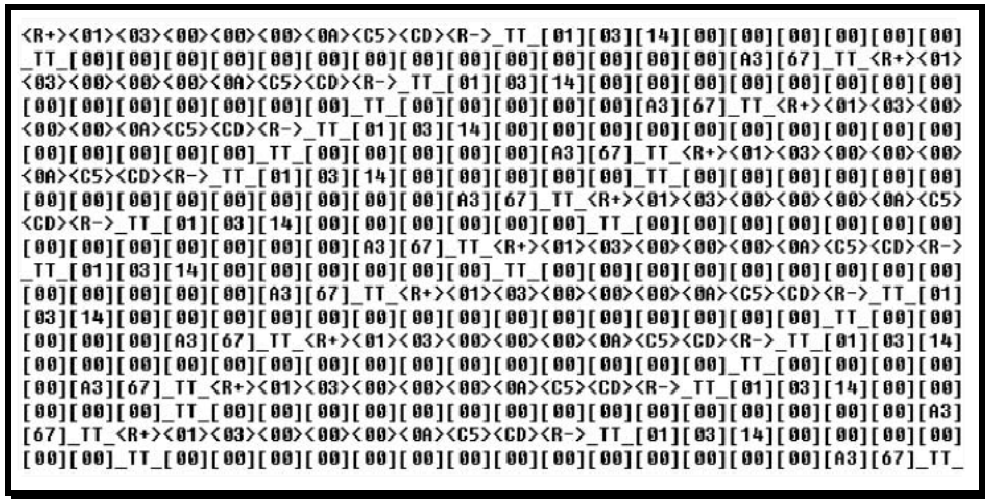 <R+><01><03><00><00><00><0A><C5><CD><R->_TT_[01][03][14][00][00][00][00][00][00]
_TT_[00][00][00][00][00][00][00][00][00][00][00][00][00][00][A3][67]_TT_<R+><01>
<03><00><00><00><0A><C5><CD><R->_TT_[01][03][14][00][00][00][00][00][00][00][00]
[00][00][00][00][00][00][00]_TT_[00][00][00][00][00][A3][67]_TT_<R+><01><03><00>
<00><00><0A><C5><CD><R->_TT_[01][03][14][00][00][00][00][00][00][00][00][00][00]
[00][00][00][00][00]_TT_[00][00][00][00][00][A3][67]_TT_<R+><01><03><00><00><00>
<0A><C5><CD><R->_TT_[01][03][14][00][00][00][00][00]_TT_[00][00][00][00][00][00]
[00][00][00][00][00][00][00][00][00][A3][67]_TT_<R+><01><03><00><00><00><0A><C5>
<CD><R->_TT_[01][03][14][00][00][00][00][00][00]_TT_[00][00][00][00][00][00][00]
[00][00][00][00][00][00][00][A3][67]_TT_<R+><01><03><00><00><00><0A><C5><CD><R->
_TT_[01][03][14][00][00][00][00][00][00]_TT_[00][00][00][00][00][00][00][00][00]
[00][00][00][00][00][A3][67]_TT_<R+><01><03><00><00><00><0A><C5><CD><R->_TT_[01]
[03][14][00][00][00][00][00][00][00][00][00][00][00][00][00][00][00]_TT_[00][00]
[00][00][00][A3][67]_TT_<R+><01><03><00><00><00><0A><C5><CD><R->_TT_[01][03][14]
[00][00][00][00][00][00][00][00][00][00][00][00][00][00][00]_TT_[00][00][00][00]
[00][A3][67]_TT_<R+><01><03><00><00><00><0A><C5><CD><R->_TT_[01][03][14][00][00]
[00][00][00]_TT_[00][00][00][00][00][00][00][00][00][00][00][00][00][00][00][A3]
[67]_TT_<R+><01><03><00><00><00><0A><C5><CD><R->_TT_[01][03][14][00][00][00][00]
[00][00]_TT_[00][00][00][00][00][00][00][00][00][00][00][00][00][00][A3][67]_TT_